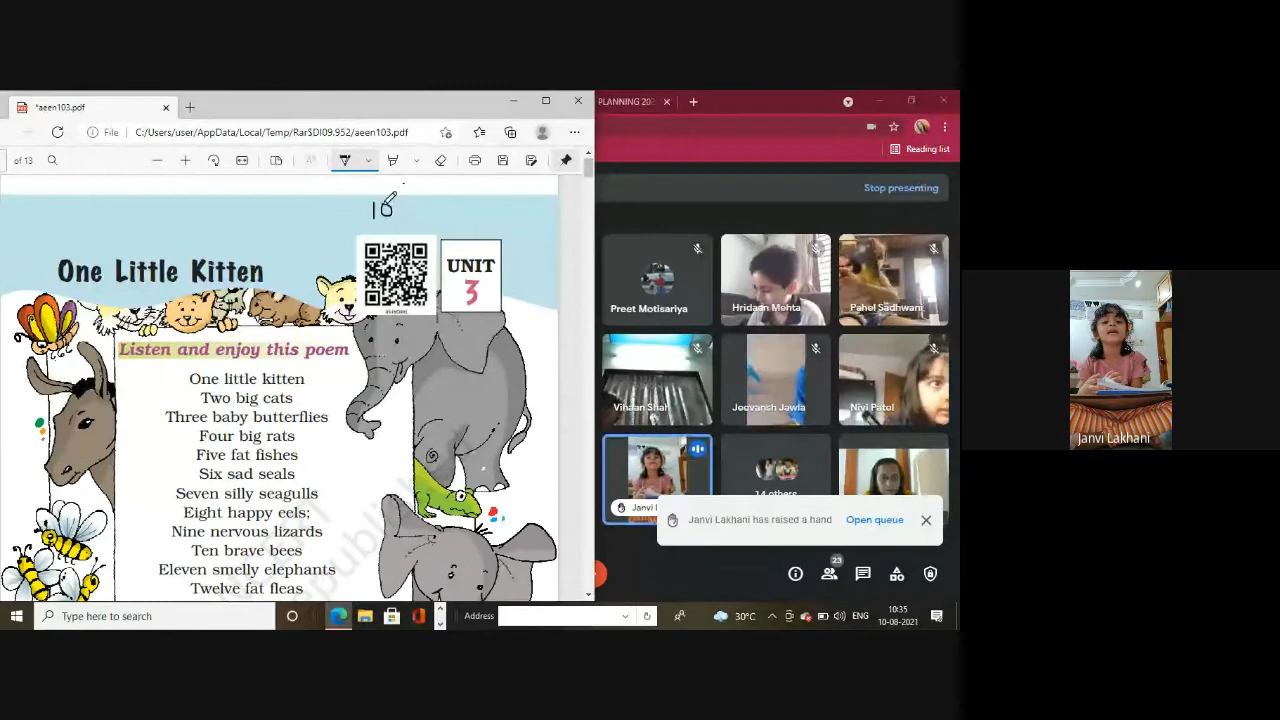 *aeen103.pdf
PLANNING 202
File
C:/Users/user/AppData/Local/Temp/Rar$DI09.952/aeen103.pdf
Reading list
of 13
Stop presenting
10
One Little Kitten
UNIT
3
Listen and enjoy this poem
One little kitten
Two big cats
Three baby butterflies
Four big rats
Five fat fishes
Six sad seals
Seven silly seagulls
Eight happy eels;
Nine nervous lizards
Ten brave bees
Eleven smelly elephants
Twelve fat fleas
Preet Motisariya
Hridaan Mehta
Pahel Sadhwani
Vihaan Shah
Jeevansh Jawla
Nivi Patel
Janvi L
14 others
Janvi Lakhani has raised a hand
Open queue
23
Janvi Lakhani
Type here to search
Address
30°C
ENG
10:35
10-08-2021